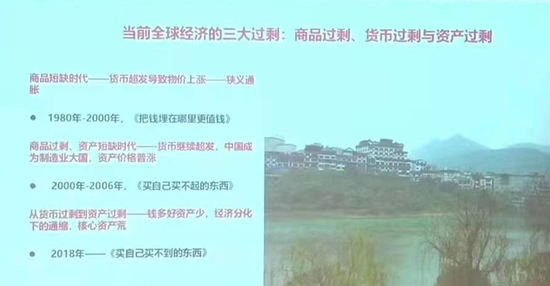 当前全球经济的三大过剩：商品过剩、货币过剩与资产过剩
商品短缺时代——货币超发导致物价上涨——狭义通
胀
1980年-2000年，《把钱埋在哪里更值钱》
商品过剩、资产短缺时代——货币继续超发，中国成
为制造业大国，资产价格普涨
2000年-2006年，《买自己买不起的东西》
从货币过剩到资产过剩——钱多好资产少，经济分化
下的通缩，核心资产荒
2018年——《买自己买不到的东西》